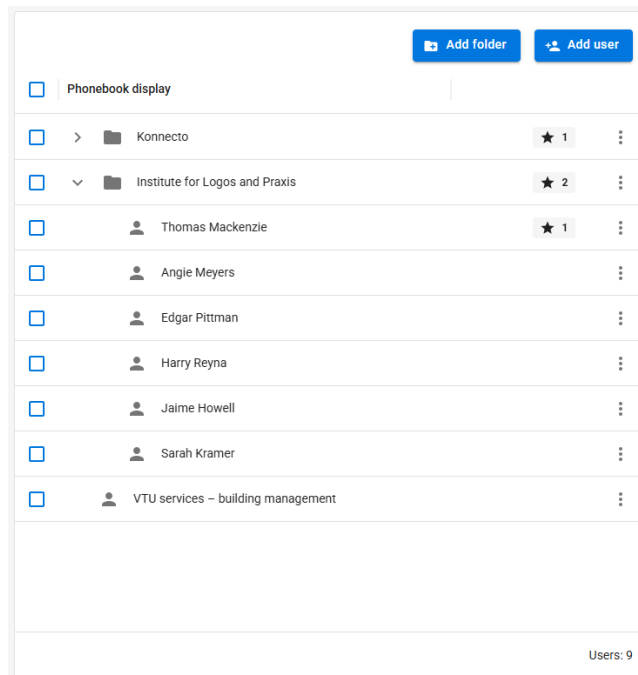 Add folder Add user
Phonebook display
Konnecto 1
Institute for Logos and Praxis 2
Thomas Mackenzie 1
Angie Meyers
Edgar Pittman
Harry Reyna
Jaime Howell
Sarah Kramer
VTU services – building management
Users: 9